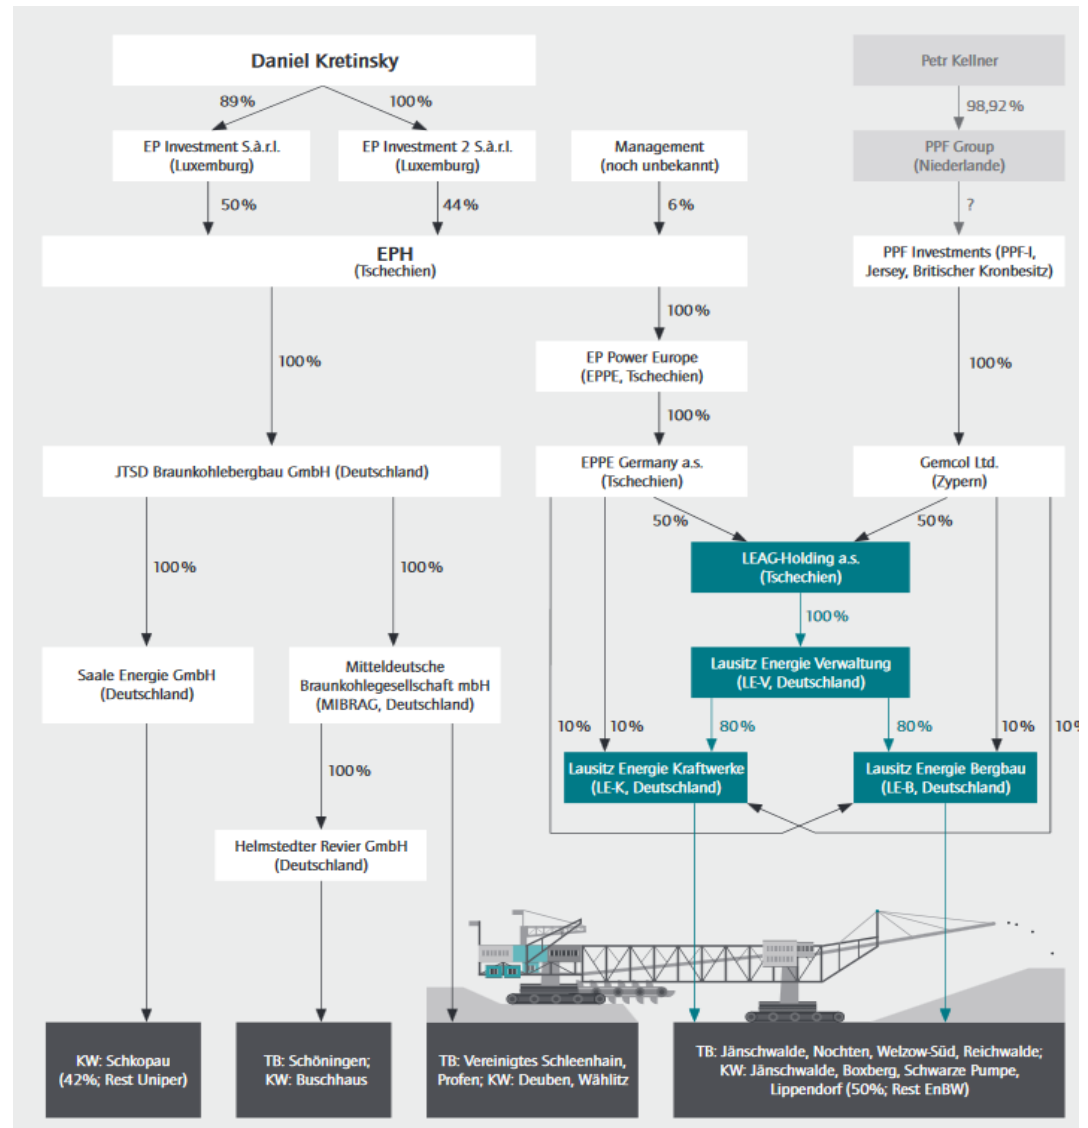 Daniel Kretinsky
Petr Kellner
89%
100%
98,92%
EP Investment S.à.r.l.
(Luxemburg)
EP Investment 2 S.à.r.l.
(Luxemburg)
Management
(noch unbekannt)
PPF Group
(Niederlande)
50%
44%
6%
?
EPH
(Tschechien)
PPF Investments (PPF-I,
Jersey, Britischer Kronbesitz)
100%
100%
EP Power Europe
(EPPE, Tschechien)
100%
100%
JTSD Braunkohlebergbau GmbH (Deutschland)
EPPE Germany a.s.
(Tschechien)
Gemcol Ltd.
(Zypern)
50%
50%
LEAG-Holding a.s.
(Tschechien)
100%
100%
100%
Saale Energie GmbH
(Deutschland)
Mitteldeutsche
Braunkohlegesellschaft mbH
(MIBRAG, Deutschland)
Lausitz Energie Verwaltung
(LE-V, Deutschland)
10%
10%
80%
80%
10%
10%
Lausitz Energie Kraftwerke
(LE-K, Deutschland)
Lausitz Energie Bergbau
(LE-B, Deutschland)
100%
Helmstedter Revier GmbH
(Deutschland)
KW: Schkopau
(42%; Rest Uniper)
TB: Schöningen;
KW: Buschhaus
TB: Vereinigtes Schleenhain,
Profen; KW: Deuben, Wählitz
TB: Jänschwalde, Nochten, Welzow-Süd, Reichwalde;
KW: Jänschwalde, Boxberg, Schwarze Pumpe,
Lippendorf (50%; Rest EnBW)